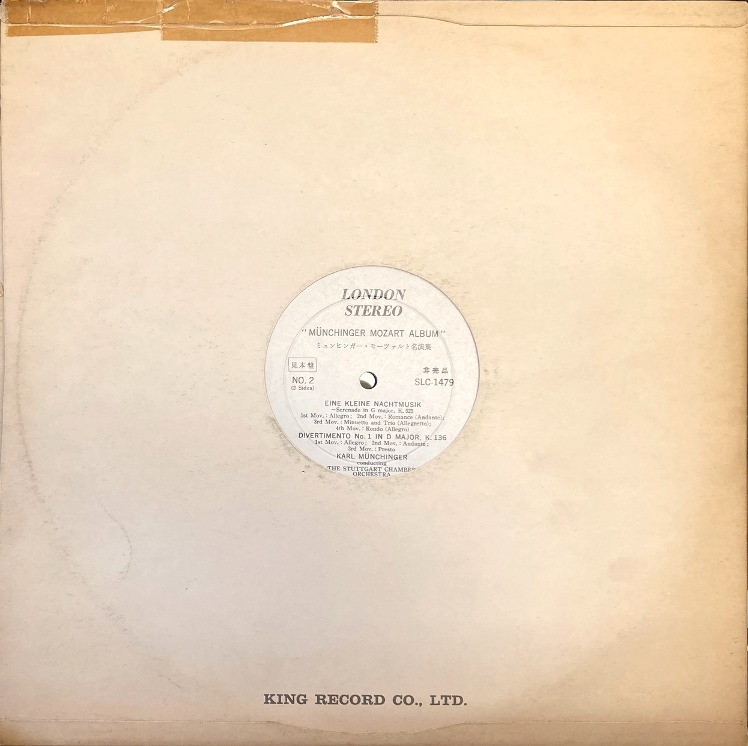 LONDON
STEREO
"MÜNCHINGER MOZART ALBUM"
ミュンヒンガー・モーツァルト名演集
見本盤 非売品
NO. 2 SLC-1479
(2 Sides)
EINE KLEINE NACHTMUSIK
~Serenade in G major, K. 525
1st Mov.: Allegro; 2nd Mov.: Romance (Andante);
3rd Mov.: Minuetto and Trio (Allegretto);
4th Mov.: Rondo (Allegro)
DIVERTIMENTO No. 1 IN D MAJOR, K. 136
1st Mov.: Allegro; 2nd Mov.: Andante;
3rd Mov.: Presto
KARL MÜNCHINGER
conducting
THE STUTTGART CHAMBER
ORCHESTRA
KING RECORD CO., LTD.